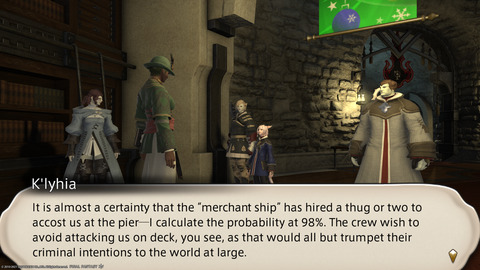 K'lyhia
It is almost a certainty that the "merchant ship" has hired a thug or two to
accost us at the pier—I calculate the probability at 98%. The crew wish to
avoid attacking us on deck, you see, as that would all but trumpet their
criminal intentions to the world at large.